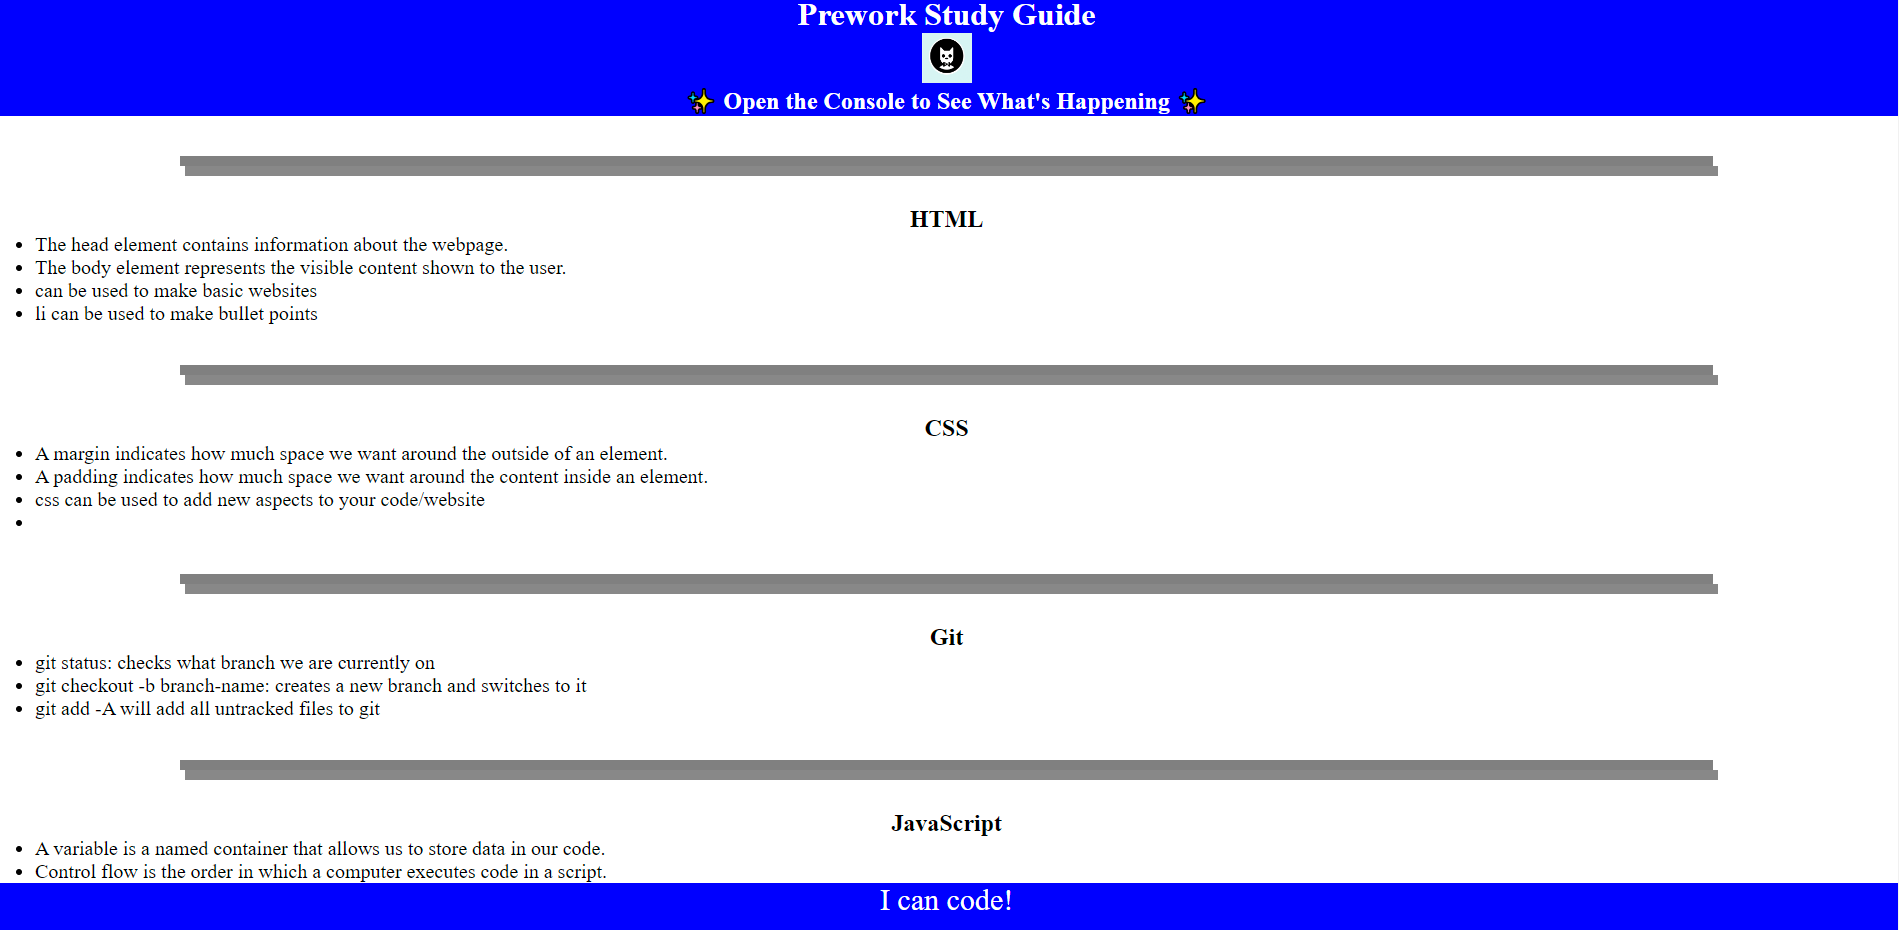 Prework Study Guide
✨ Open the Console to See What's Happening ✨
HTML
• The head element contains information about the webpage.
• The body element represents the visible content shown to the user.
• can be used to make basic websites
• li can be used to make bullet points
CSS
• A margin indicates how much space we want around the outside of an element.
• A padding indicates how much space we want around the content inside an element.
• css can be used to add new aspects to your code/website
•
Git
• git status: checks what branch we are currently on
• git checkout -b branch-name: creates a new branch and switches to it
• git add -A will add all untracked files to git
JavaScript
• A variable is a named container that allows us to store data in our code.
• Control flow is the order in which a computer executes code in a script.
I can code!